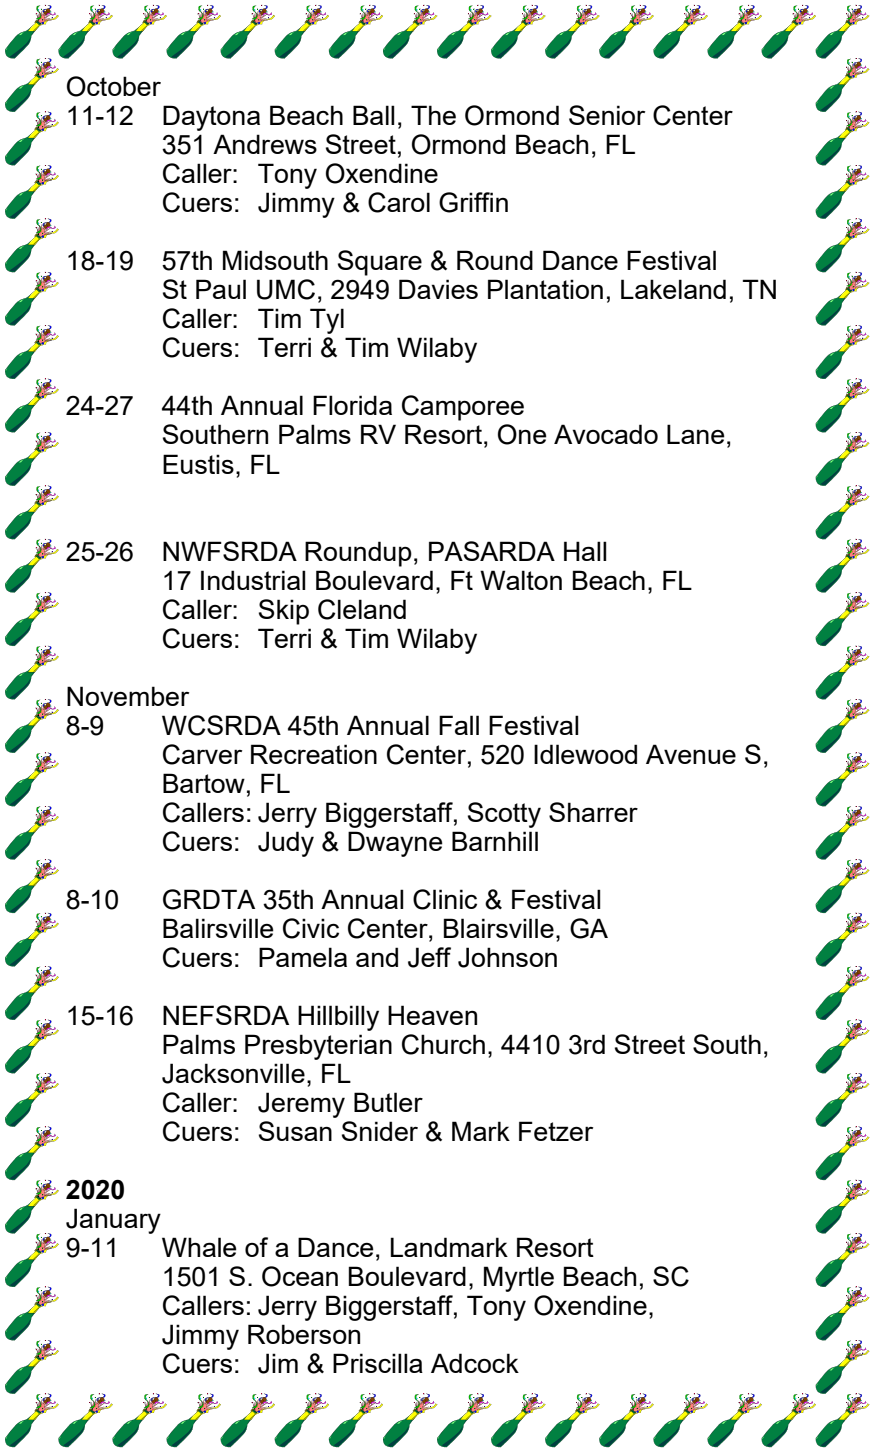 October
11-12 Daytona Beach Ball, The Ormond Senior Center
351 Andrews Street, Ormond Beach, FL
Caller: Tony Oxendine
Cuers: Jimmy & Carol Griffin
18-19 57th Midsouth Square & Round Dance Festival
St Paul UMC, 2949 Davies Plantation, Lakeland, TN
Caller: Tim Tyl
Cuers: Terri & Tim Wilaby
24-27 44th Annual Florida Camporee
Southern Palms RV Resort, One Avocado Lane,
Eustis, FL
25-26 NWFSRDA Roundup, PASARDA Hall
17 Industrial Boulevard, Ft Walton Beach, FL
Caller: Skip Cleland
Cuers: Terri & Tim Wilaby
November
8-9 WCSRDA 45th Annual Fall Festival
Carver Recreation Center, 520 Idlewood Avenue S,
Bartow, FL
Callers: Jerry Biggerstaff, Scotty Sharrer
Cuers: Judy & Dwayne Barnhill
8-10 GRDTA 35th Annual Clinic & Festival
Balirsville Civic Center, Blairsville, GA
Cuers: Pamela and Jeff Johnson
15-16 NEFSRDA Hillbilly Heaven
Palms Presbyterian Church, 4410 3rd Street South,
Jacksonville, FL
Caller: Jeremy Butler
Cuers: Susan Snider & Mark Fetzer
2020
January
9-11 Whale of a Dance, Landmark Resort
1501 S. Ocean Boulevard, Myrtle Beach, SC
Callers: Jerry Biggerstaff, Tony Oxendine,
Jimmy Roberson
Cuers: Jim & Priscilla Adcock